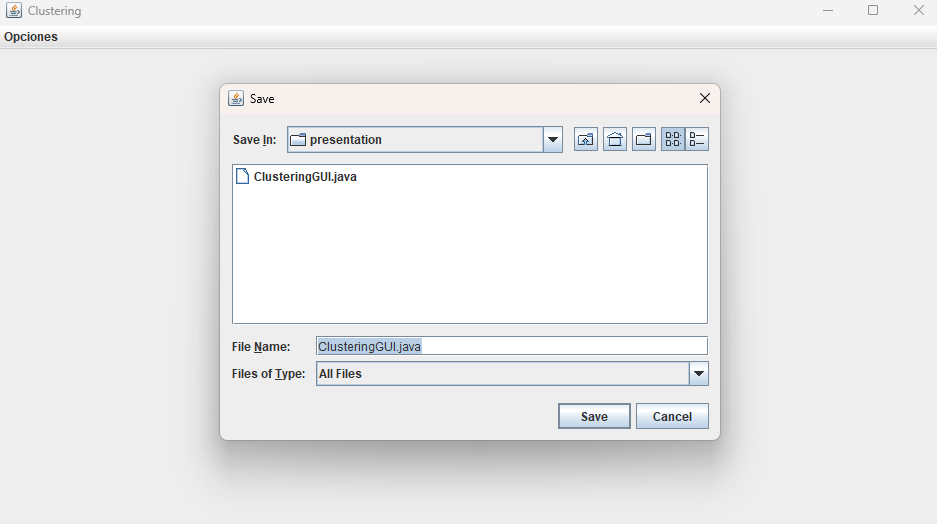 Clustering
Opciones
Save
Save In: presentation
ClusteringGUI.java
File Name: ClusteringGUI.java
Files of Type: All Files
Save Cancel